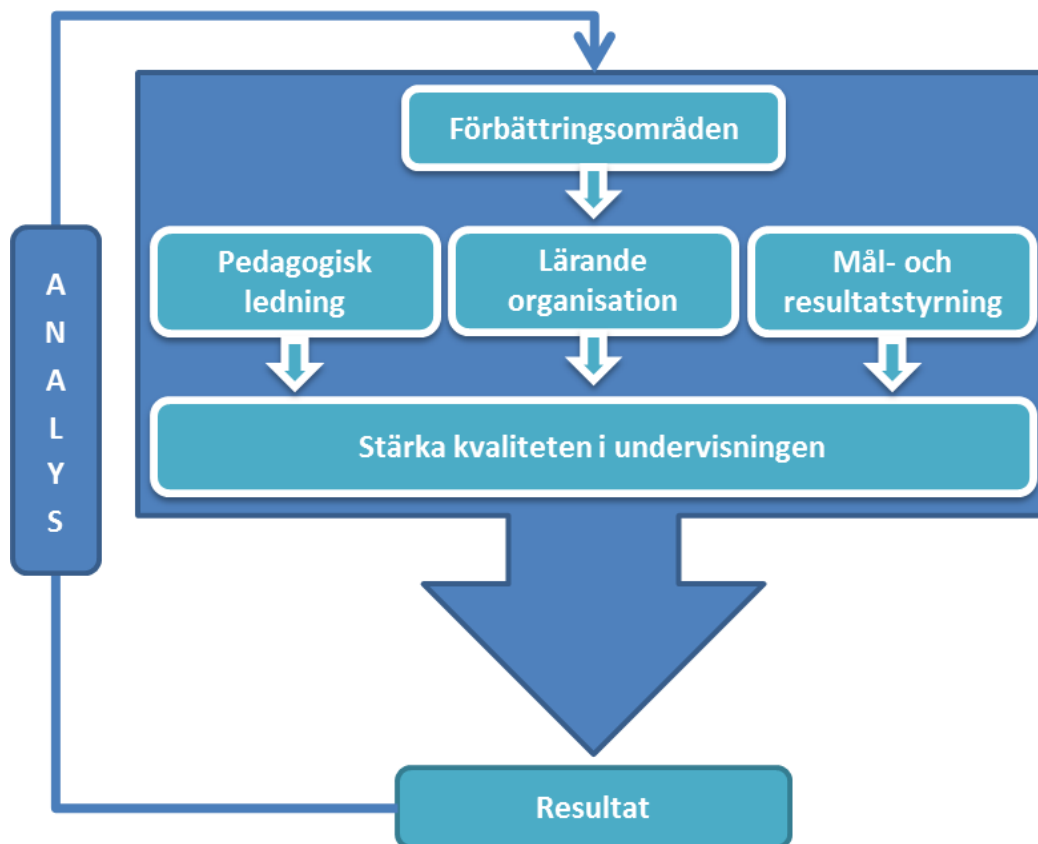 Förbättringsområden
Pedagogisk
ledning
Lärande
organisation
Mål- och
resultatstyrning
Stärka kvaliteten i undervisningen
A
N
A
L
Y
S
Resultat